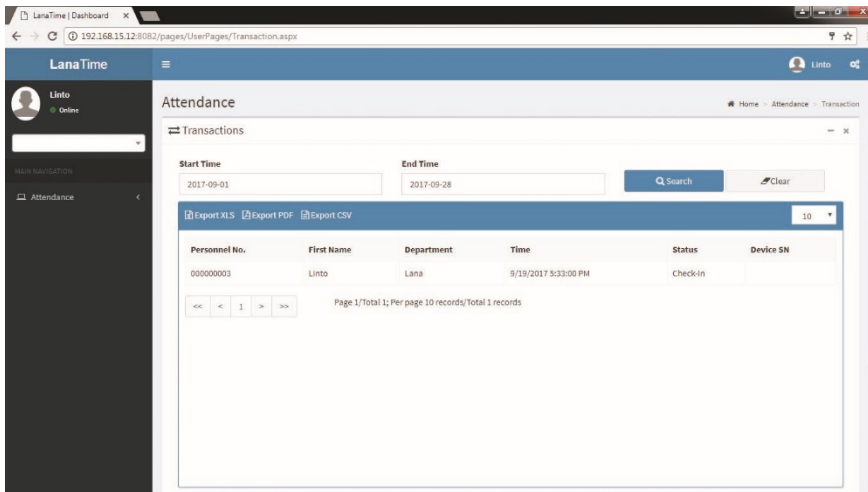 LanaTime | Dashboard
192.168.15.12:8082/pages/UserPages/Transaction.aspx
LanaTime
Linto
Linto
Online
Attendance
Home > Attendance > Transaction
Transactions
MAIN NAVIGATION
Attendance
Start Time End Time
2017-09-01 2017-09-28 Search Clear
Export XLS Export PDF Export CSV 10
Personnel No. First Name Department Time Status Device SN
000000003 Linto Lana 9/19/2017 5:33:00 PM Check-In
<< < 1 > >> Page 1/Total 1; Per page 10 records/Total 1 records